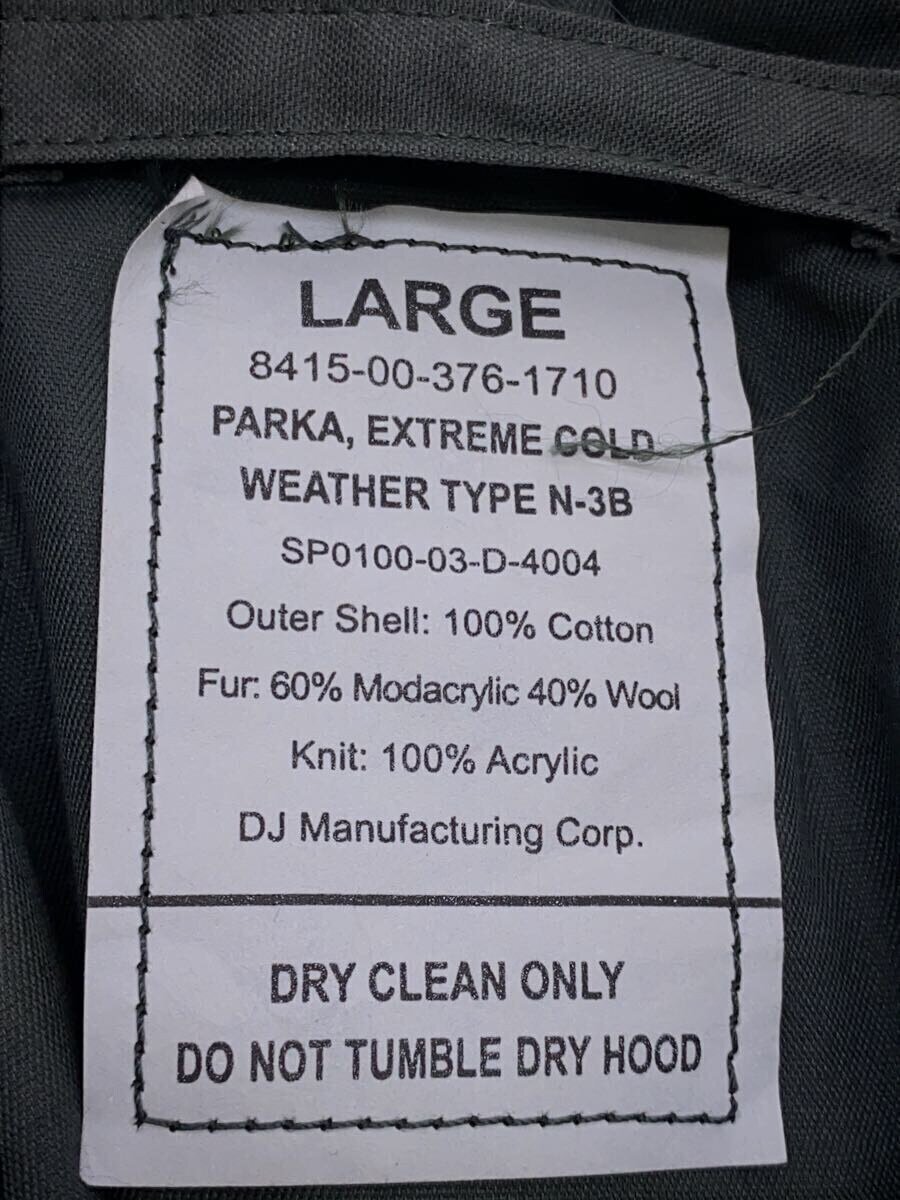 LARGE
8415-00-376-1710
PARKA, EXTREME COLD
WEATHER TYPE N-3B
SP0100-03-D-4004
Outer Shell: 100% Cotton
Fur: 60% Modacrylic 40% Wool
Knit: 100% Acrylic
DJ Manufacturing Corp.
DRY CLEAN ONLY
DO NOT TUMBLE DRY HOOD